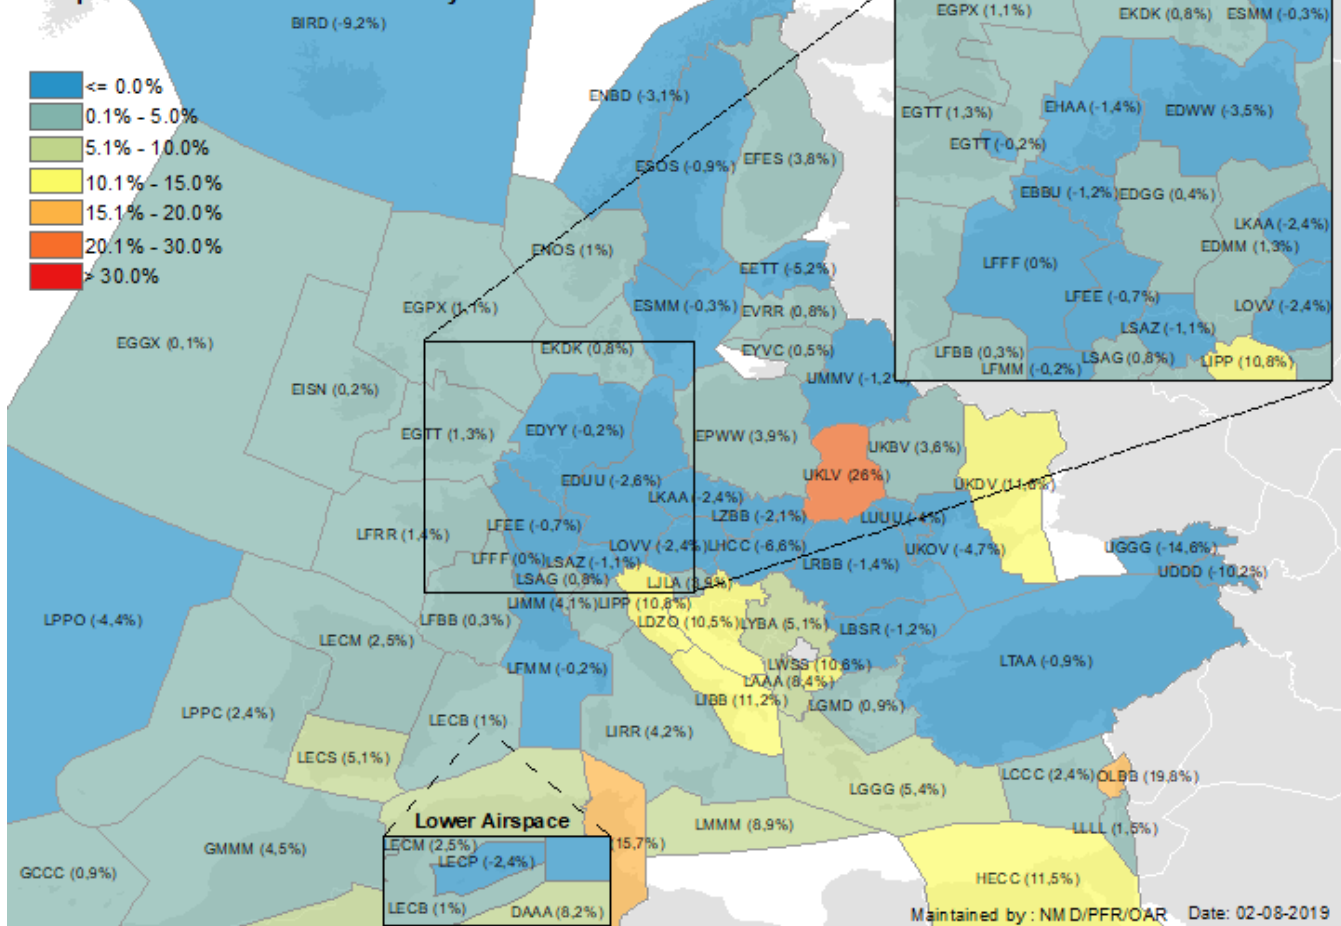 BIRD (-9,2%)
<= 0.0%
0.1% - 5.0%
5.1% - 10.0%
10.1% - 15.0%
15.1% - 20.0%
20.1% - 30.0%
> 30.0%
ENBD (-3,1%)
ESOS (-0,9%)
EFES (3,8%)
ENOS (1%)
EETT (-5,2%)
EGPX (1,1%)
ESMM (-0,3%)
EVRR (0,8%)
EGGX (0,1%)
EKDK (0,8%)
EYVC (0,5%)
UMMV (-1,2%
EISN (0,2%)
EGTT (1,3%)
EDYY (-0,2%)
EPWW (3,9%)
UKBV (3,6%)
UKLV (26%)
EDUU (-2,6%)
UKDV (11,6%)
LKAA (-2,4%)
LZBB (-2,1%)
LUUU (-4%)
LFRR (1,4%)
LFEE (-0,7%)
LOVV (-2,4%)
LHCC (-6,6%)
UKOV (-4,7%)
UGGG (-14,6%)
LFFF (0%)
LSAZ (-1,1%)
LRBB (-1,4%)
UDDD (-10,2%)
LSAG (0,8%)
LJLA (3,9%)
LPPO (-4,4%)
LFBB (0,3%)
LIMM (4,1%)
LIPP (10,8%)
LDZO (10,5%)
LYBA (5,1%)
LBSR (-1,2%)
LECM (2,5%)
LFMM (-0,2%)
LWSS (10,6%)
LTAA (-0,9%)
LAAA (8,4%)
LIBB (11,2%)
LGMD (0,9%)
LPPC (2,4%)
LECB (1%)
LIRR (4,2%)
LECS (5,1%)
LCCC (2,4%)
OLBB (19,8%)
LGGG (5,4%)
Lower Airspace
LMMM (8,9%)
LLLL (1,5%)
GMMM (4,5%)
LECM (2,5%)
(15,7%)
LECP (-2,4%)
GCCC (0,9%)
HECC (11,5%)
LECB (1%)
DAAA (8,2%)
EGPX (1,1%)
EKDK (0,8%)
ESMM (-0,3%)
EGTT (1,3%)
EHAA (-1,4%)
EDWW (-3,5%)
EGTT (-0,2%)
EBBU (-1,2%)
EDGG (0,4%)
LKAA (-2,4%)
EDMM (1,3%)
LFFF (0%)
LFEE (-0,7%)
LOVV (-2,4%)
LSAZ (-1,1%)
LFBB (0,3%)
LSAG (0,8%)
LIPP (10,8%)
LFMM (-0,2%)
Maintained by : NMD/PFR/OAR Date: 02-08-2019